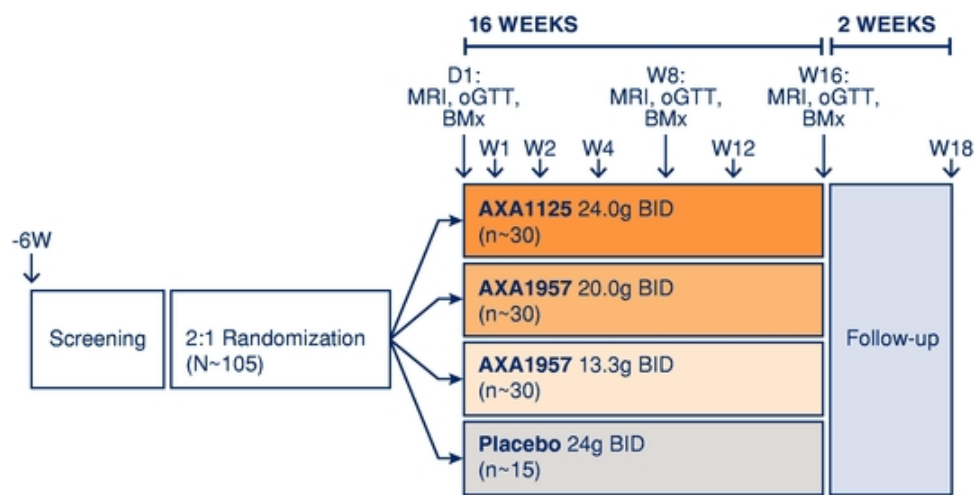 16 WEEKS
2 WEEKS
D1:
MRI, oGTT,
BMx
W8:
MRI, oGTT,
BMx
W16:
MRI, oGTT,
BMx
W1
W2
W4
W12
W18
-6W
Screening
2:1 Randomization
(N~105)
AXA1125 24.0g BID
(n~30)
AXA1957 20.0g BID
(n~30)
AXA1957 13.3g BID
(n~30)
Placebo 24g BID
(n~15)
Follow-up